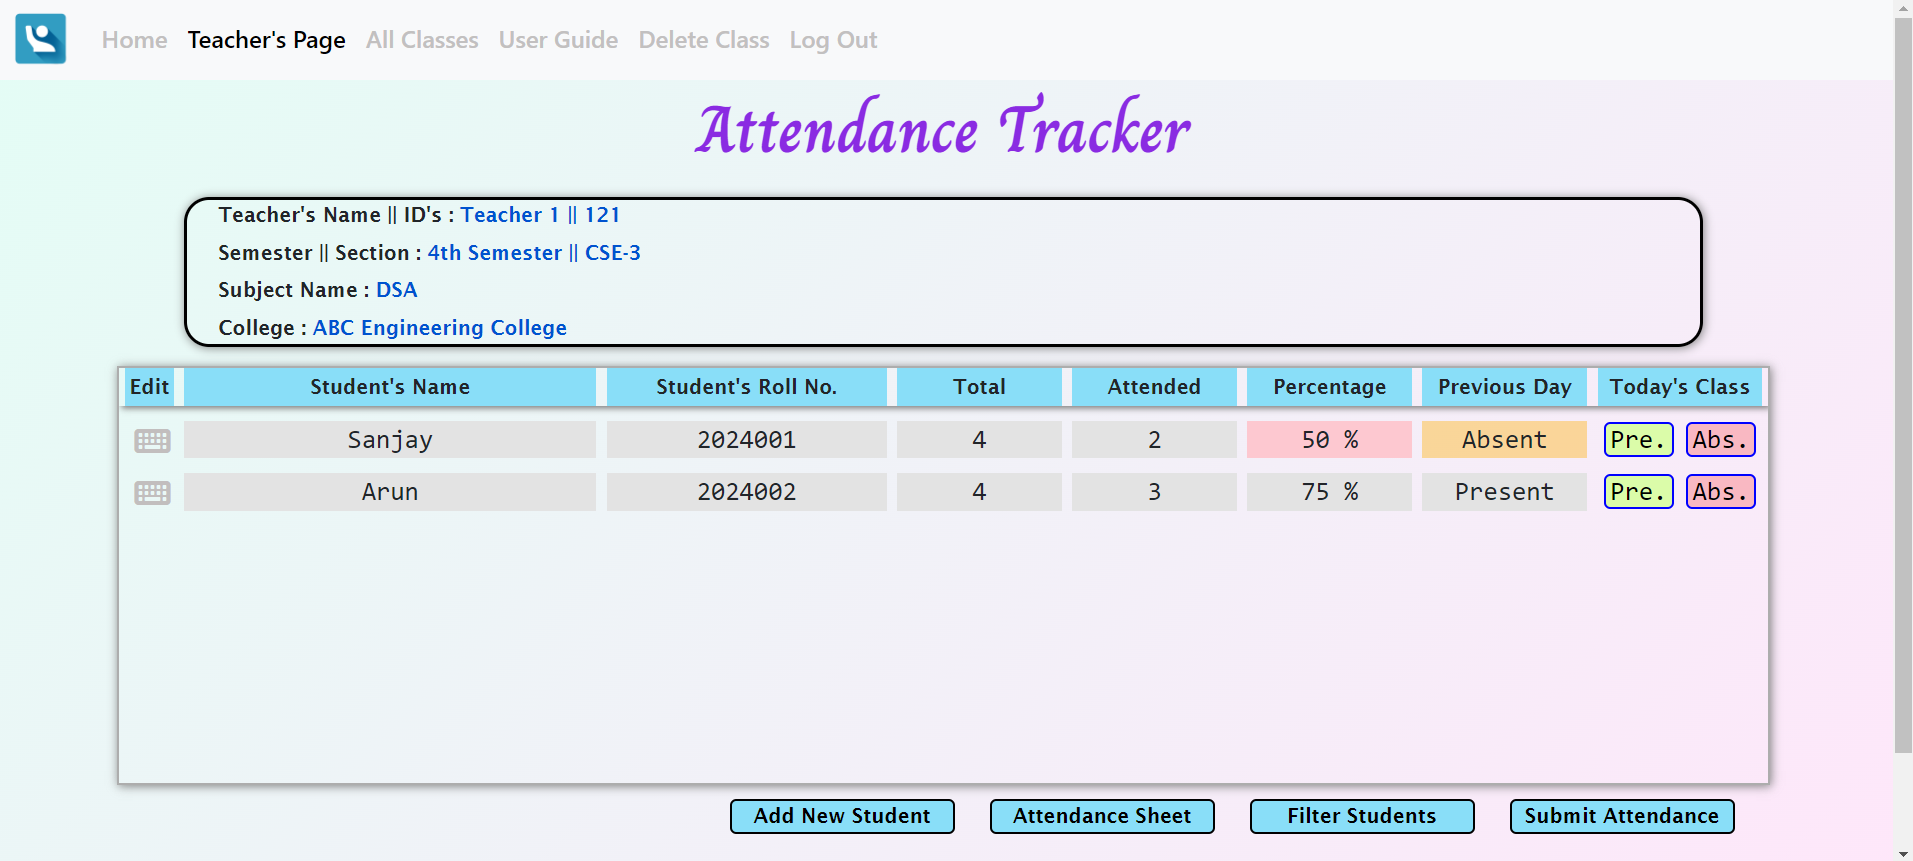 Home Teacher's Page All Classes User Guide Delete Class Log Out
Attendance Tracker
Teacher's Name || ID's : Teacher 1 || 121
Semester || Section : 4th Semester || CSE-3
Subject Name : DSA
College : ABC Engineering College
Edit Student's Name Student's Roll No. Total Attended Percentage Previous Day Today's Class
Sanjay 2024001 4 2 50 % Absent Pre. Abs.
Arun 2024002 4 3 75 % Present Pre. Abs.
Add New Student Attendance Sheet Filter Students Submit Attendance